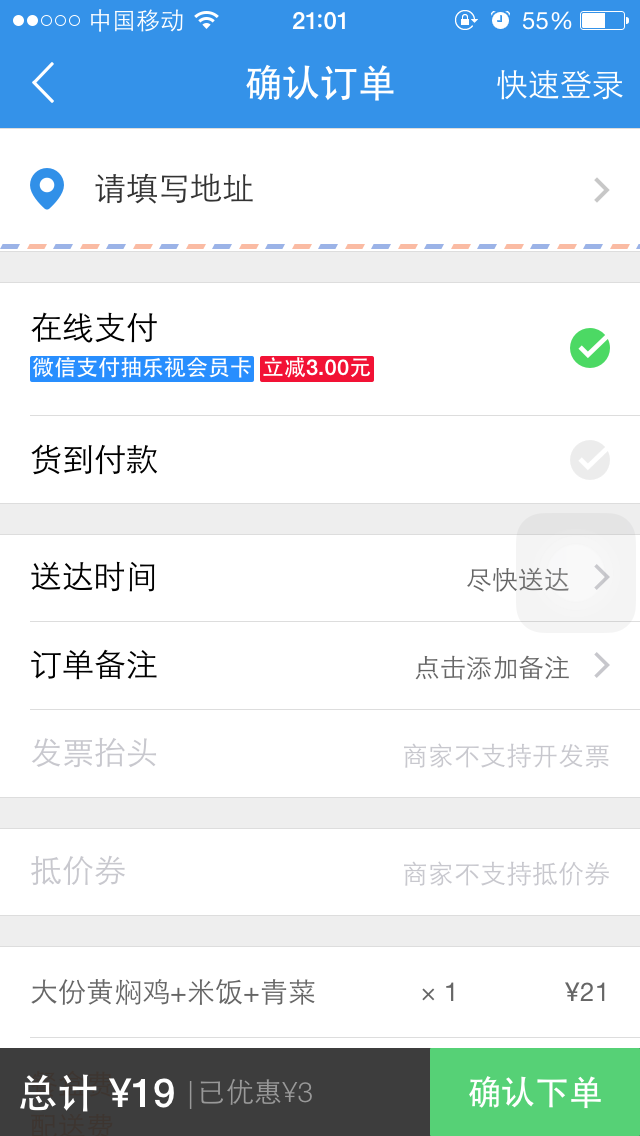 中国移动 21:01 55%
确认订单 快速登录
请填写地址
在线支付
微信支付抽乐视会员卡 立减3.00元
货到付款
送达时间 尽快送达
订单备注 点击添加备注
发票抬头 商家不支持开发票
抵价券 商家不支持抵价券
大份黄焖鸡+米饭+青菜 × 1 ¥21
总计 ¥19 |已优惠¥3 确认下单
配送费